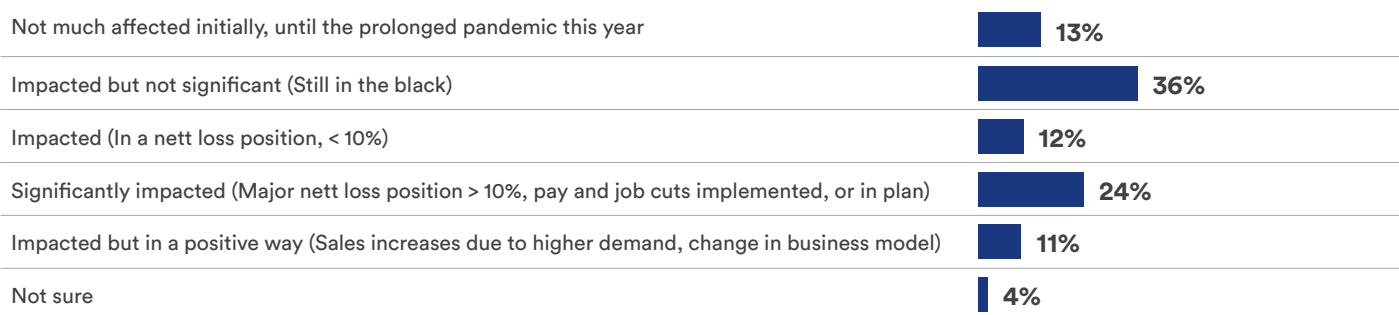 Not much affected initially, until the prolonged pandemic this year 13%
Impacted but not significant (Still in the black) 36%
Impacted (In a nett loss position, < 10%) 12%
Significantly impacted (Major nett loss position > 10%, pay and job cuts implemented, or in plan) 24%
Impacted but in a positive way (Sales increases due to higher demand, change in business model) 11%
Not sure 4%